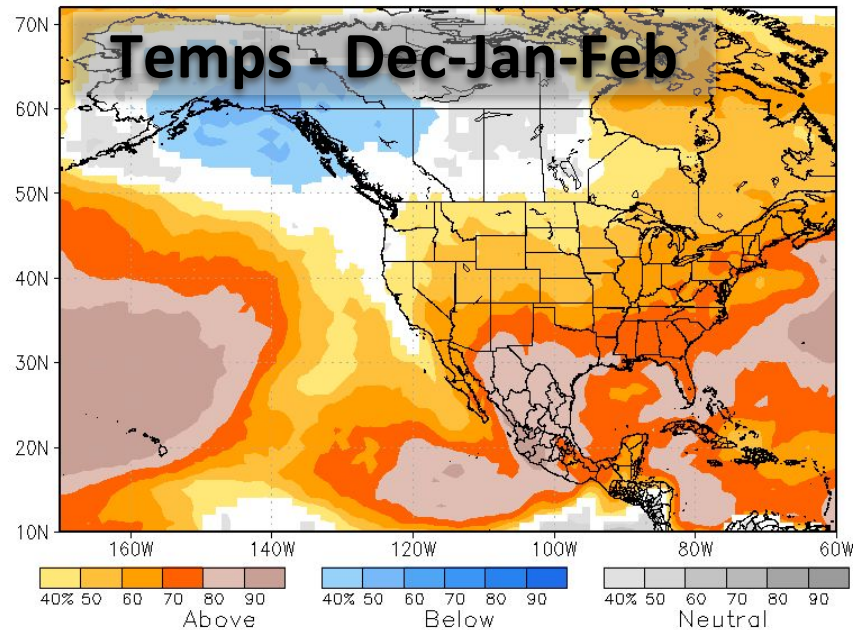 Temps - Dec-Jan-Feb
70N
60N
50N
40N
30N
20N
10N
160W 140W 120W 100W 80W 60W
40% 50 60 70 80 90 40% 50 60 70 80 90 40% 50 60 70 80 90
Above Below Neutral